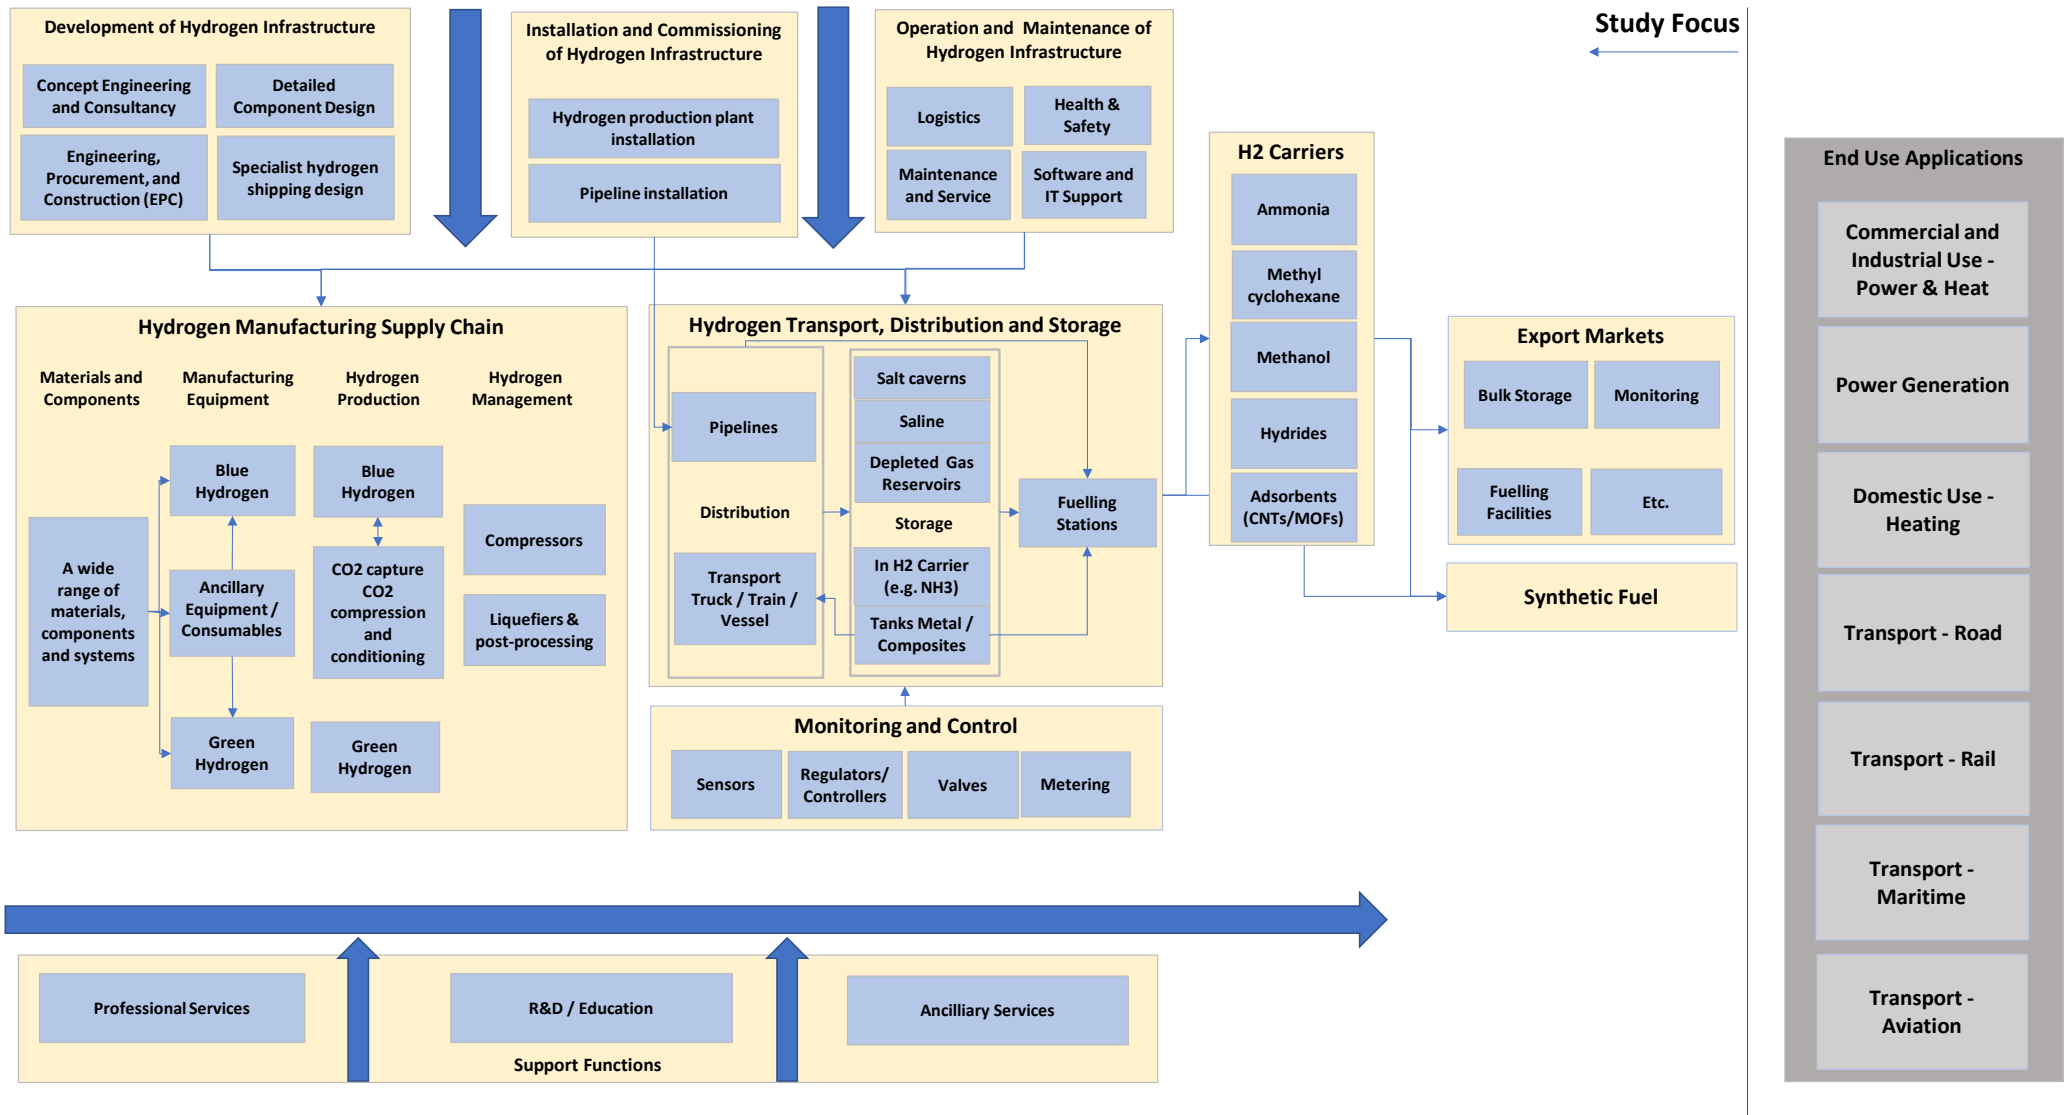 Development of Hydrogen Infrastructure
Concept Engineering
and Consultancy
Detailed
Component Design
Engineering,
Procurement, and
Construction (EPC)
Specialist hydrogen
shipping design
Installation and Commissioning
of Hydrogen Infrastructure
Hydrogen production plant
installation
Pipeline installation
Operation and Maintenance of
Hydrogen Infrastructure
Logistics
Health &
Safety
Maintenance
and Service
Software and
IT Support
Study Focus
H2 Carriers
Ammonia
Methyl
cyclohexane
Methanol
Hydrides
Adsorbents
(CNTs/MOFs)
Hydrogen Manufacturing Supply Chain
Materials and
Components
Manufacturing
Equipment
Hydrogen
Production
Hydrogen
Management
A wide
range of
materials,
components
and systems
Blue
Hydrogen
Ancillary
Equipment /
Consumables
Green
Hydrogen
Blue
Hydrogen
CO2 capture
CO2
compression
and
conditioning
Green
Hydrogen
Compressors
Liquefiers &
post-processing
Hydrogen Transport, Distribution and Storage
Pipelines
Distribution
Transport
Truck / Train /
Vessel
Salt caverns
Saline
Depleted Gas
Reservoirs
Storage
In H2 Carrier
(e.g. NH3)
Tanks Metal /
Composites
Fuelling
Stations
Monitoring and Control
Sensors
Regulators/
Controllers
Valves
Metering
Export Markets
Bulk Storage
Monitoring
Fuelling
Facilities
Etc.
Synthetic Fuel
End Use Applications
Commercial and
Industrial Use -
Power & Heat
Power Generation
Domestic Use -
Heating
Transport - Road
Transport - Rail
Transport -
Maritime
Transport -
Aviation
Professional Services
R&D / Education
Ancilliary Services
Support Functions